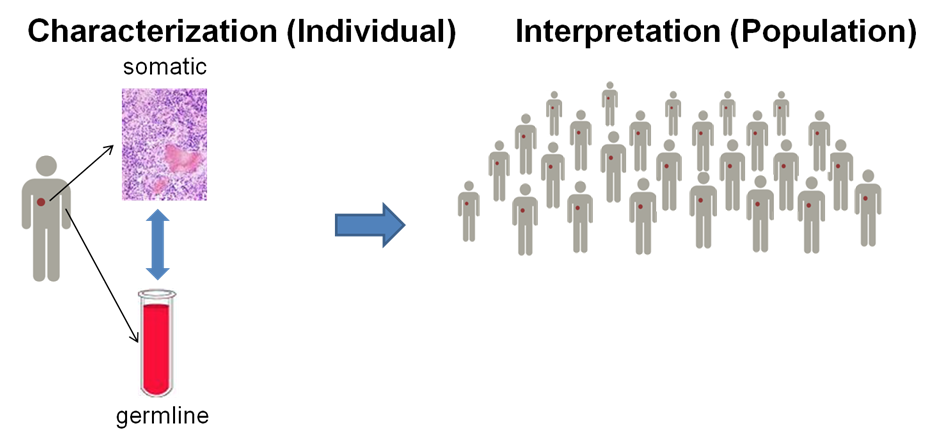 Characterization (Individual)
Interpretation (Population)
somatic
germline